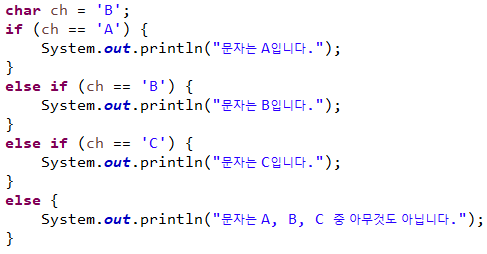 char ch = 'B';
if (ch == 'A') {
    System.out.println("문자는 A입니다.");
}
else if (ch == 'B') {
    System.out.println("문자는 B입니다.");
}
else if (ch == 'C') {
    System.out.println("문자는 C입니다.");
}
else {
    System.out.println("문자는 A, B, C 중 아무것도 아닙니다.");
}